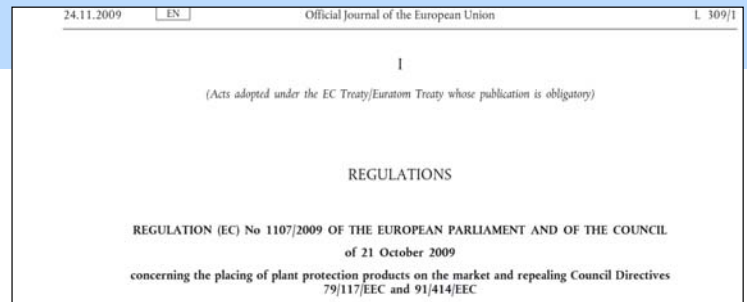 24.11.2009 EN Official Journal of the European Union L 309/1
I
(Acts adopted under the EC Treaty/Euratom Treaty whose publication is obligatory)
REGULATIONS
REGULATION (EC) No 1107/2009 OF THE EUROPEAN PARLIAMENT AND OF THE COUNCIL
of 21 October 2009
concerning the placing of plant protection products on the market and repealing Council Directives
79/117/EEC and 91/414/EEC